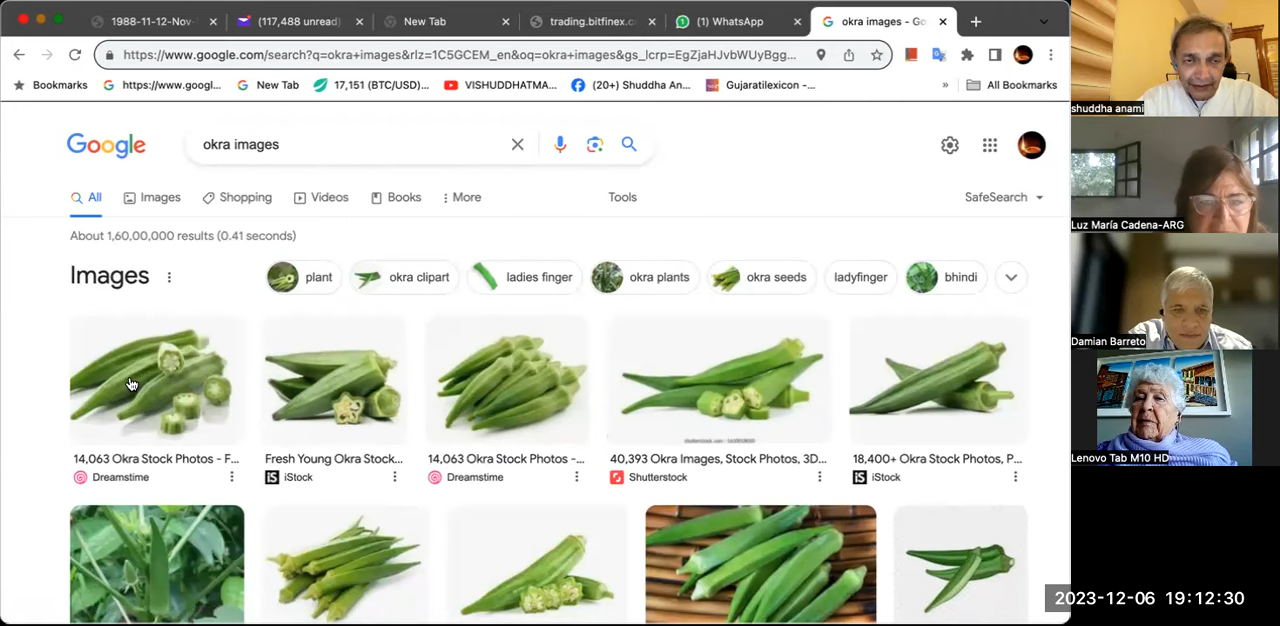 1988-11-12-Nov-
(117,488 unread)
New Tab
trading.bitfinex.c
(1) WhatsApp
okra images - Go
https://www.google.com/search?q=okra+images&rlz=1C5GCEM_en&oq=okra+images&gs_lcrp=EgZjaHJvbWUyBgg...
Bookmarks
https://www.googl...
New Tab
17,151 (BTC/USD)...
VISHUDDHATMA...
(20+) Shuddha An...
Gujaratilexicon -...
»
All Bookmarks
Google
okra images
All
Images
Shopping
Videos
Books
More
Tools
SafeSearch
About 1,60,00,000 results (0.41 seconds)
Images
plant
okra clipart
ladies finger
okra plants
okra seeds
ladyfinger
bhindi
14,063 Okra Stock Photos - F...
Dreamstime
Fresh Young Okra Stock...
iStock
14,063 Okra Stock Photos -...
Dreamstime
40,393 Okra Images, Stock Photos, 3D...
Shutterstock
18,400+ Okra Stock Photos, P...
iStock
shuddha anami
Luz María Cadena-ARG
Damian Barreto
Lenovo Tab M10 HD
2023-12-06 19:12:30